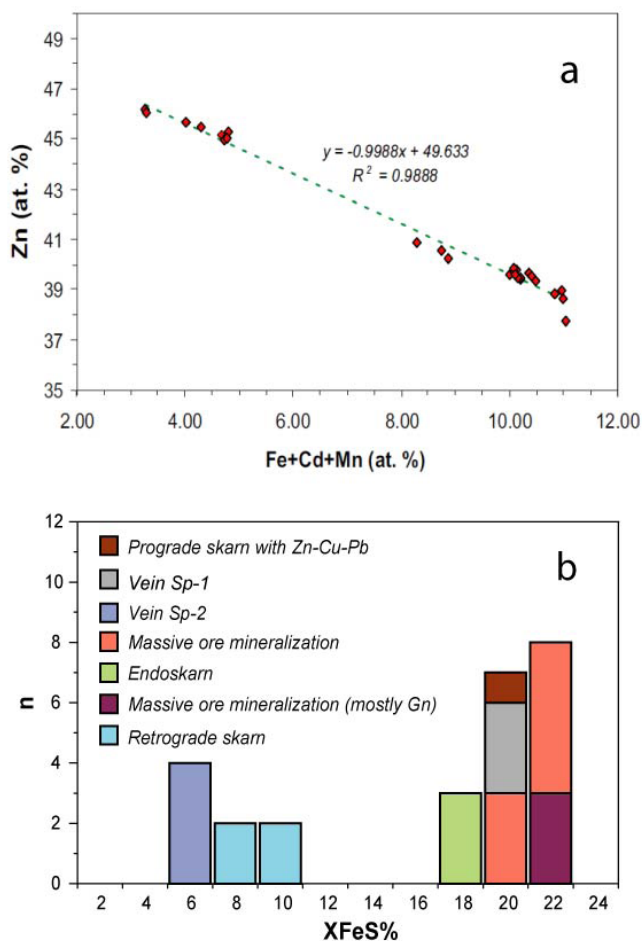 a
49
47
45
43
41
39
37
35
Zn (at. %)
y = -0.9988x + 49.633
R² = 0.9888
2.00 4.00 6.00 8.00 10.00 12.00
Fe+Cd+Mn (at. %)
b
12
10
8
6
4
2
0
n
Prograde skarn with Zn-Cu-Pb
Vein Sp-1
Vein Sp-2
Massive ore mineralization
Endoskarn
Massive ore mineralization (mostly Gn)
Retrograde skarn
2 4 6 8 10 12 14 16 18 20 22 24
XFeS%